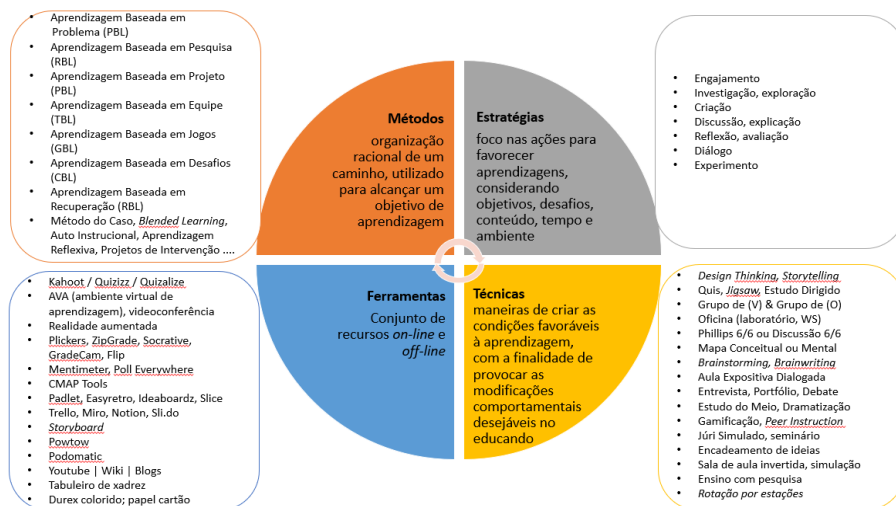 Aprendizagem Baseada em
Problema (PBL)
Aprendizagem Baseada em Pesquisa
(RBL)
Aprendizagem Baseada em Projeto
(PBL)
Aprendizagem Baseada em Equipe
(TBL)
Aprendizagem Baseada em Jogos
(GBL)
Aprendizagem Baseada em Desafios
(CBL)
Aprendizagem Baseada em
Recuperação (RBL)
Método do Caso, Blended Learning,
Auto Instrucional, Aprendizagem
Reflexiva, Projetos de Intervenção ....
Métodos
organização
racional de um
caminho, utilizado
para alcançar um
objetivo de
aprendizagem
Estratégias
foco nas ações para
favorecer
aprendizagens,
considerando
objetivos, desafios,
conteúdo, tempo e
ambiente
Engajamento
Investigação, exploração
Criação
Discussão, explicação
Reflexão, avaliação
Diálogo
Experimento
Kahoot / Quizizz / Quizalize
AVA (ambiente virtual de
aprendizagem), videoconferência
Realidade aumentada
Plickers, ZipGrade, Socrative,
GradeCam, Flip
Mentimeter, Poll Everywhere
CMAP Tools
Padlet, Easyretro, Ideaboardz, Slice
Trello, Miro, Notion, Sli.do
Storyboard
Powtow
Podomatic
Youtube | Wiki | Blogs
Tabuleiro de xadrez
Durex colorido; papel cartão
Ferramentas
Conjunto de
recursos on-line e
off-line
Técnicas
maneiras de criar as
condições favoráveis
à aprendizagem,
com a finalidade de
provocar as
modificações
comportamentais
desejáveis no
educando
Design Thinking, Storytelling
Quis, Jigsaw, Estudo Dirigido
Grupo de (V) & Grupo de (O)
Oficina (laboratório, WS)
Phillips 6/6 ou Discussão 6/6
Mapa Conceitual ou Mental
Brainstorming, Brainwriting
Aula Expositiva Dialogada
Entrevista, Portfólio, Debate
Estudo do Meio, Dramatização
Gamificação, Peer Instruction
Júri Simulado, seminário
Encadeamento de ideias
Sala de aula invertida, simulação
Ensino com pesquisa
Rotação por estações